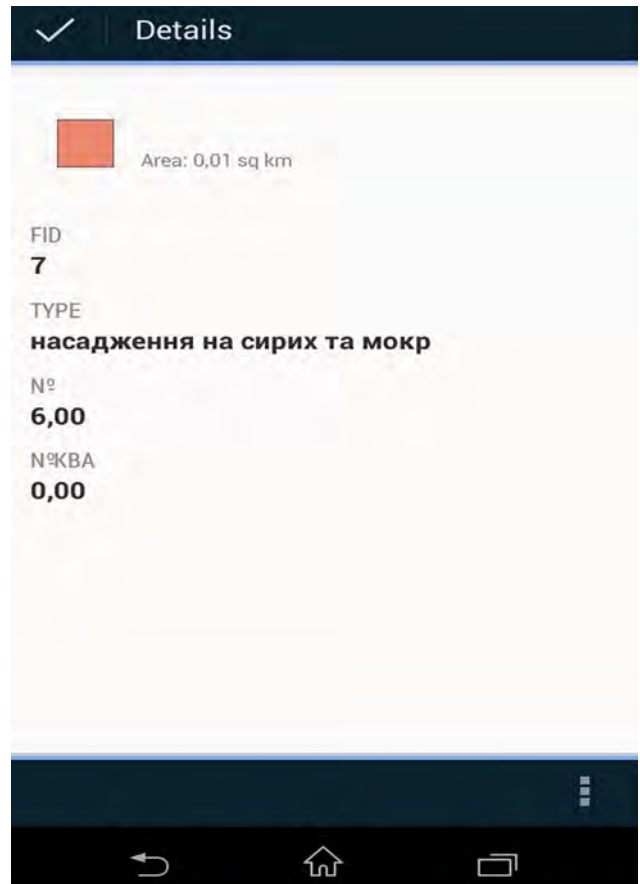 Details
Area: 0,01 sq km
FID
7
TYPE
насадження на сирих та мокр
Nº
6,00
NºКВА
0,00